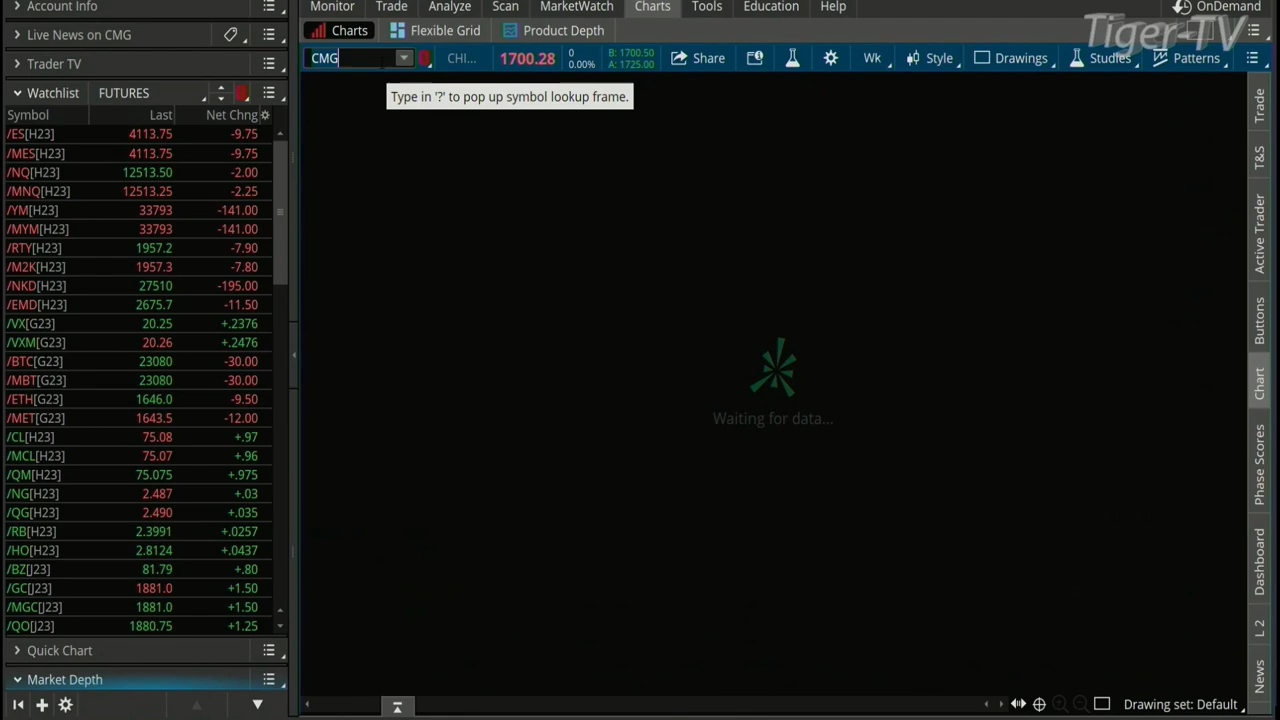 Account Info
Monitor Trade Analyze Scan MarketWatch Charts Tools Education Help OnDemand
Tiger-TV
Live News on CMG
Charts Flexible Grid Product Depth
Trader TV
CMG CHI... 1700.28 0 0.00% B: 1700.50 A: 1725.00 Share Wk Style Drawings Studies Patterns
Watchlist FUTURES
Type in '?' to pop up symbol lookup frame.
Symbol Last Net Chng
/ES[H23] 4113.75 -9.75
/MES[H23] 4113.75 -9.75
/NQ[H23] 12513.50 -2.00
/MNQ[H23] 12513.25 -2.25
/YM[H23] 33793 -141.00
/MYM[H23] 33793 -141.00
/RTY[H23] 1957.2 -7.90
/M2K[H23] 1957.3 -7.80
/NKD[H23] 27510 -195.00
/EMD[H23] 2675.7 -11.50
/VX[G23] 20.25 +.2376
/VXM[G23] 20.26 +.2476
/BTC[G23] 23080 -30.00
/MBT[G23] 23080 -30.00
/ETH[G23] 1646.0 -9.50
/MET[G23] 1643.5 -12.00
/CL[H23] 75.08 +.97
/MCL[H23] 75.07 +.96
/QM[H23] 75.075 +.975
/NG[H23] 2.487 +.03
/QG[H23] 2.490 +.035
/RB[H23] 2.3991 +.0257
/HO[H23] 2.8124 +.0437
/BZ[J23] 81.79 +.80
/GC[J23] 1881.0 +1.50
/MGC[J23] 1881.0 +1.50
/QO[J23] 1880.75 +1.25
Quick Chart
Market Depth
Waiting for data...
Trade
T&S
Active Trader
Buttons
Chart
Phase Scores
Dashboard
L 2
News
Drawing set: Default